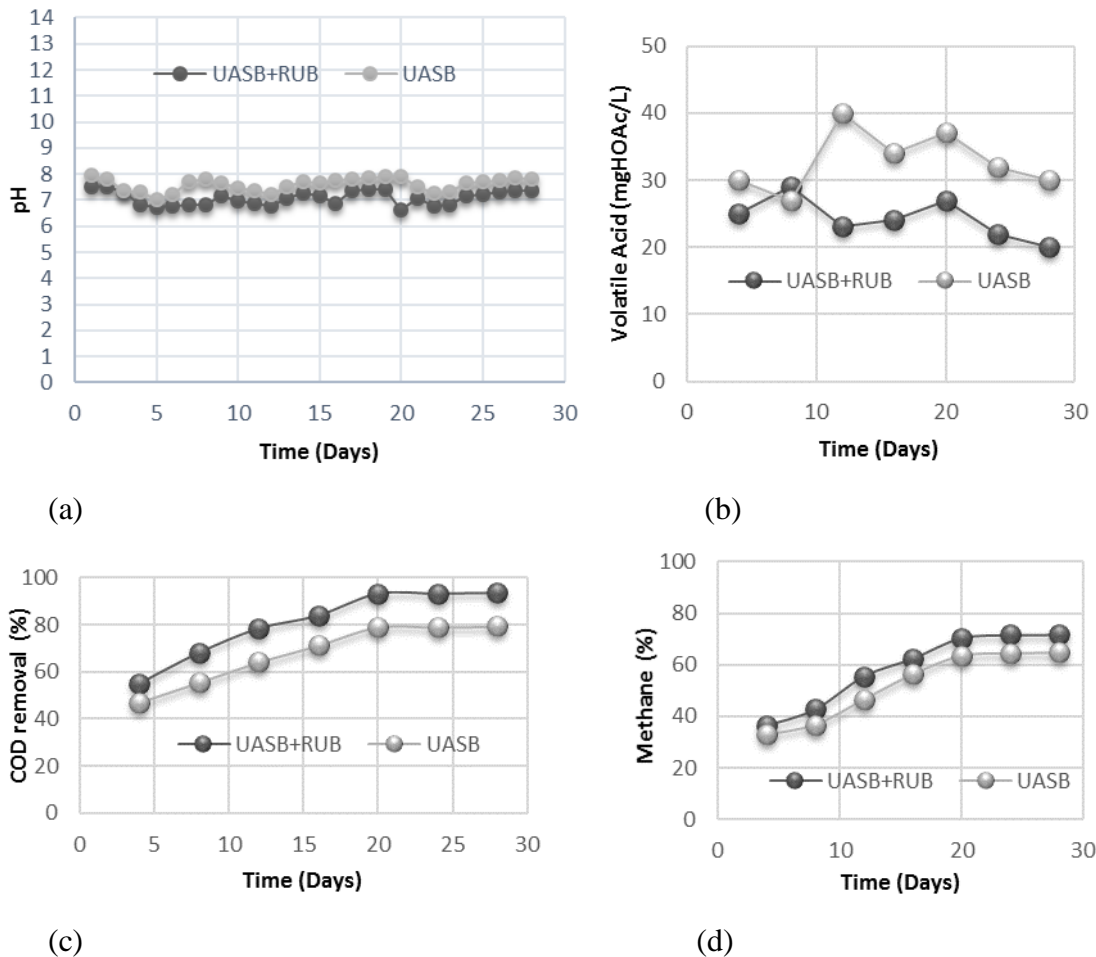 14
13
12
11
10
9
8
7
6
5
4
3
2
1
0
pH
UASB+RUB UASB
0 5 10 15 20 25 30
Time (Days)
(a)
50
40
30
20
10
0
Volatile Acid (mgHOAc/L)
UASB+RUB UASB
0 10 20 30
Time (Days)
(b)
100
80
60
40
20
0
COD removal (%)
UASB+RUB UASB
0 5 10 15 20 25 30
Time (Days)
(c)
100
80
60
40
20
0
Methane (%)
UASB+RUB UASB
0 10 20 30
Time (Days)
(d)